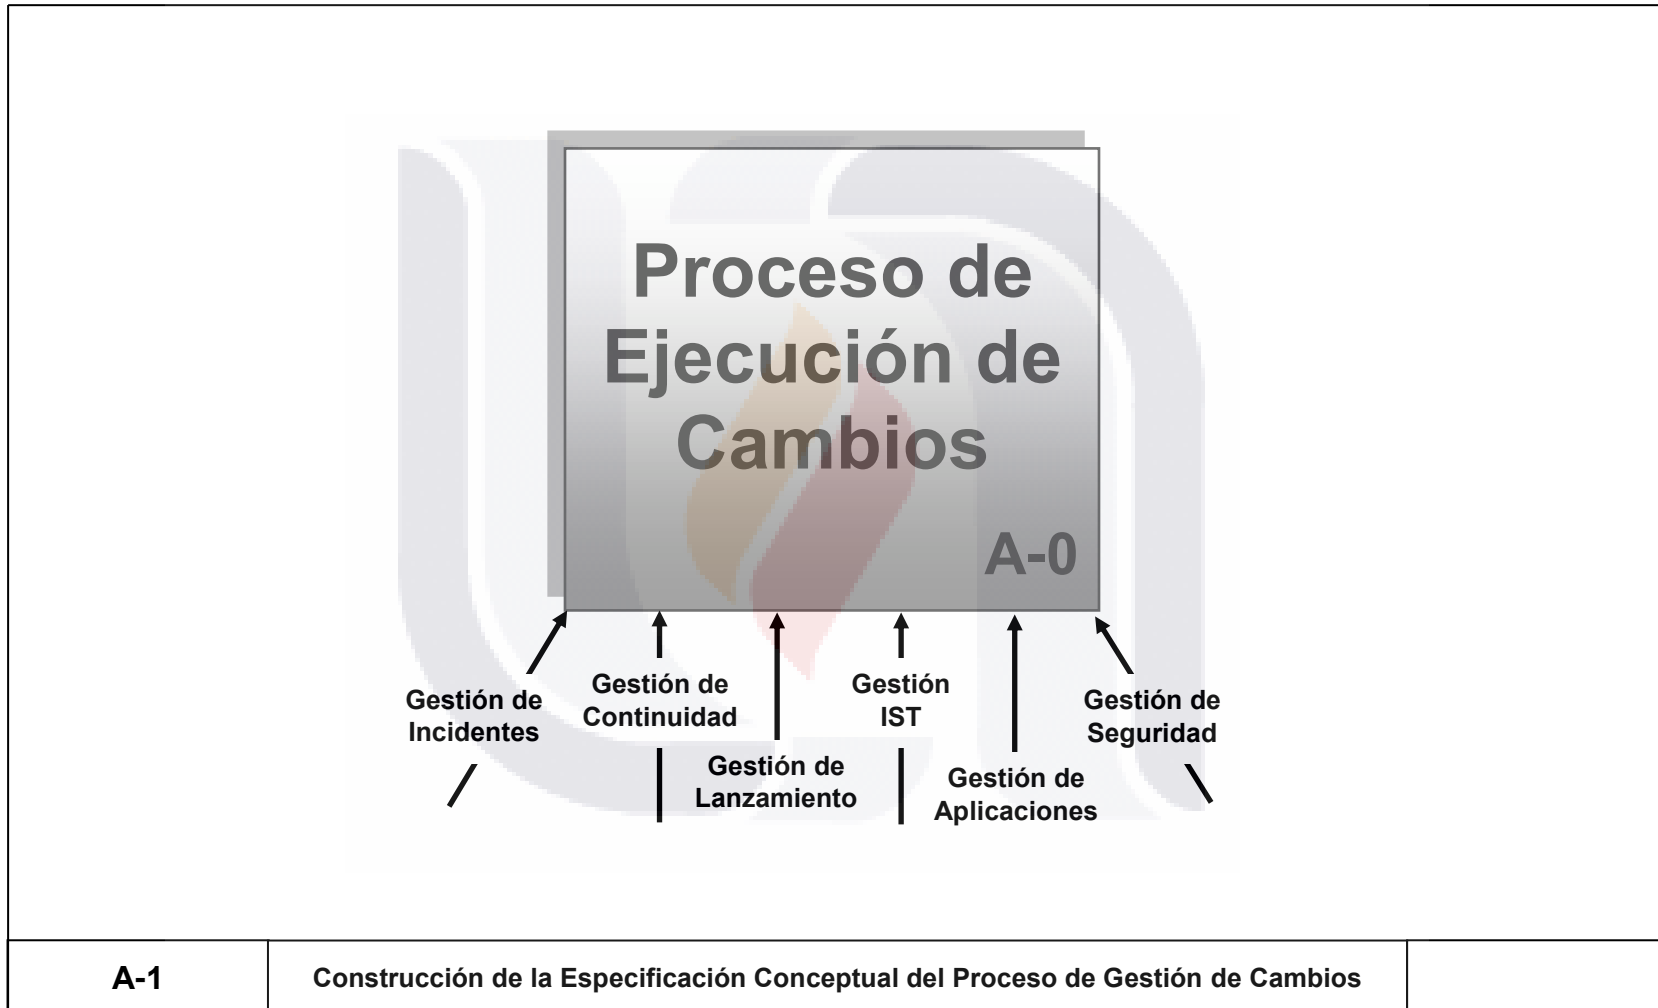 Proceso de
Ejecución de
Cambios
A-0
Gestión de
Incidentes
Gestión de
Continuidad
Gestión de
Lanzamiento
Gestión
IST
Gestión de
Aplicaciones
Gestión de
Seguridad
A-1
Construcción de la Especificación Conceptual del Proceso de Gestión de Cambios